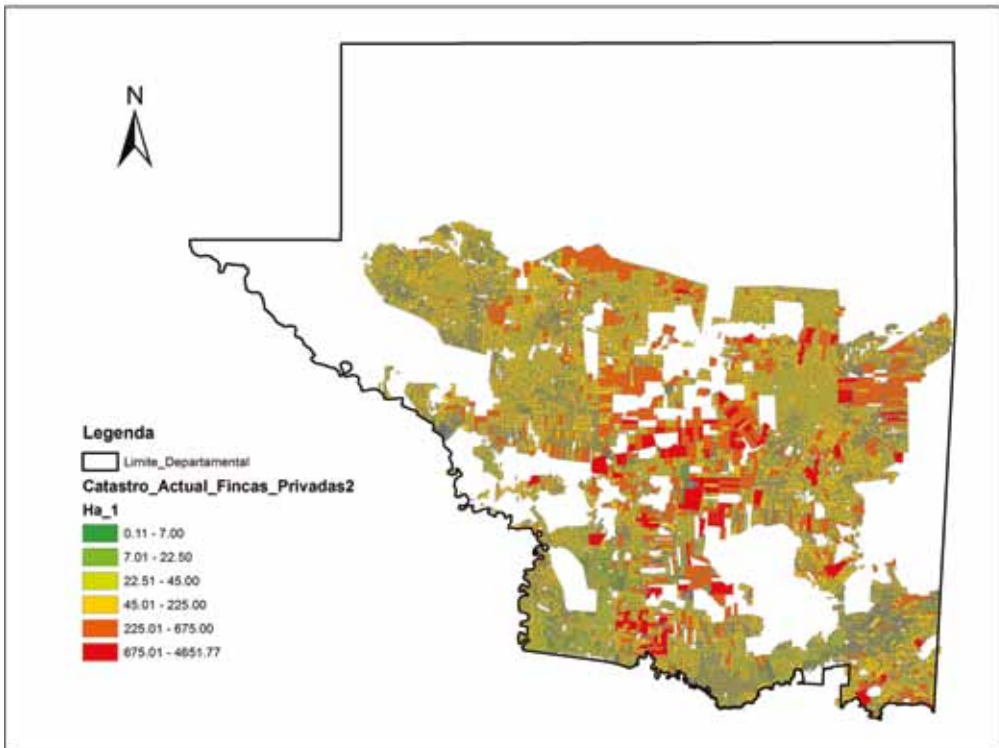 N
Legenda
Limite_Departamental
Catastro_Actual_Fincas_Privadas2
Ha_1
0.11 - 7.00
7.01 - 22.50
22.51 - 45.00
45.01 - 225.00
225.01 - 675.00
675.01 - 4651.77